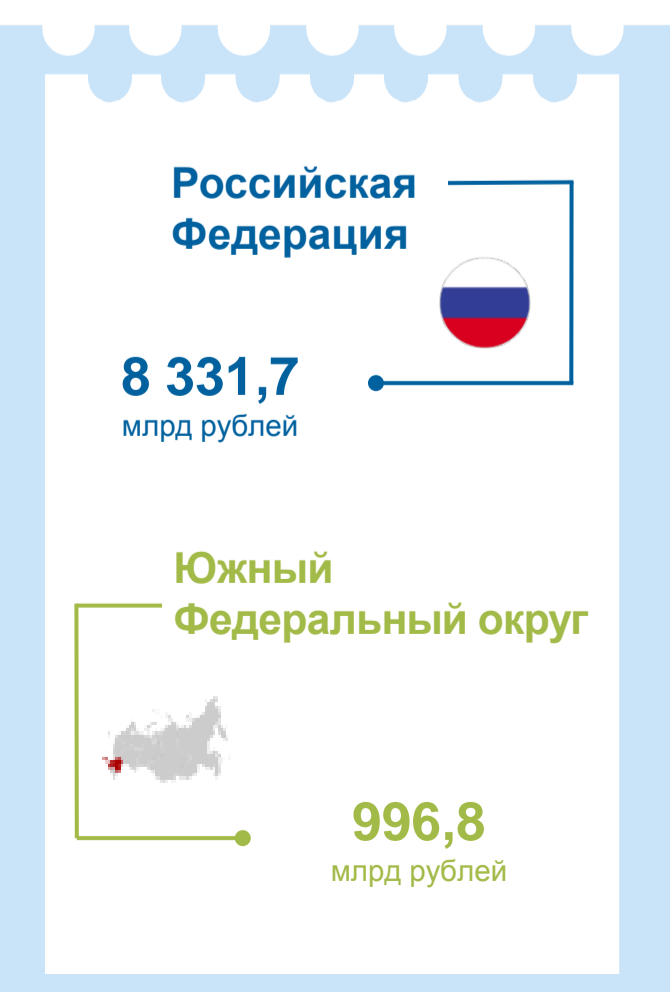 Российская
Федерация
8 331,7
млрд рублей
Южный
Федеральный округ
996,8
млрд рублей